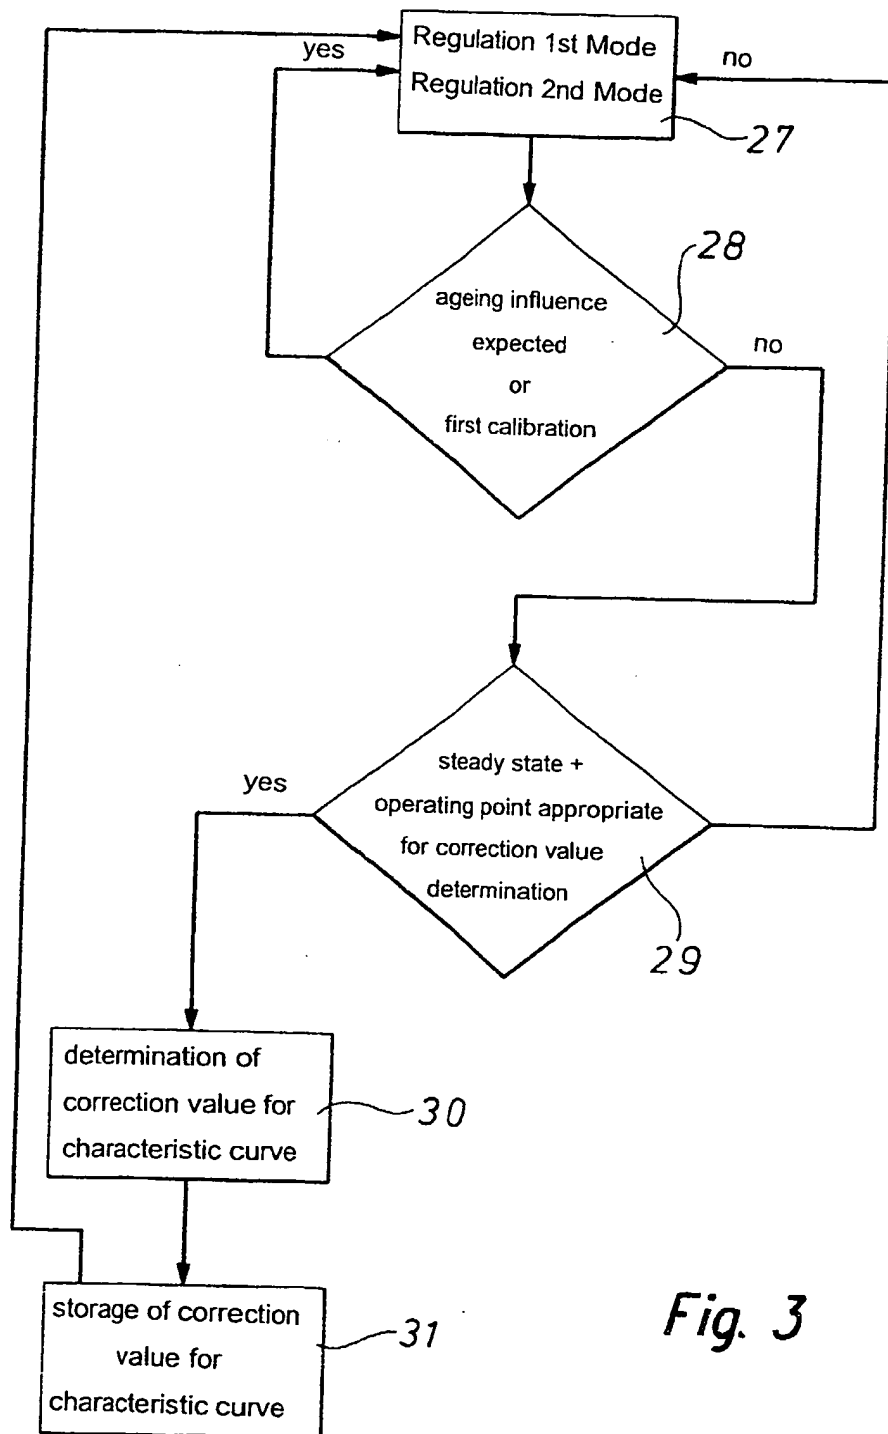 Regulation 1st Mode
Regulation 2nd Mode
yes
no
27
28
ageing influence
expected
or
first calibration
no
steady state +
operating point appropriate
for correction value
determination
yes
29
determination of
correction value for
characteristic curve
30
storage of correction
value for
characteristic curve
31
Fig. 3